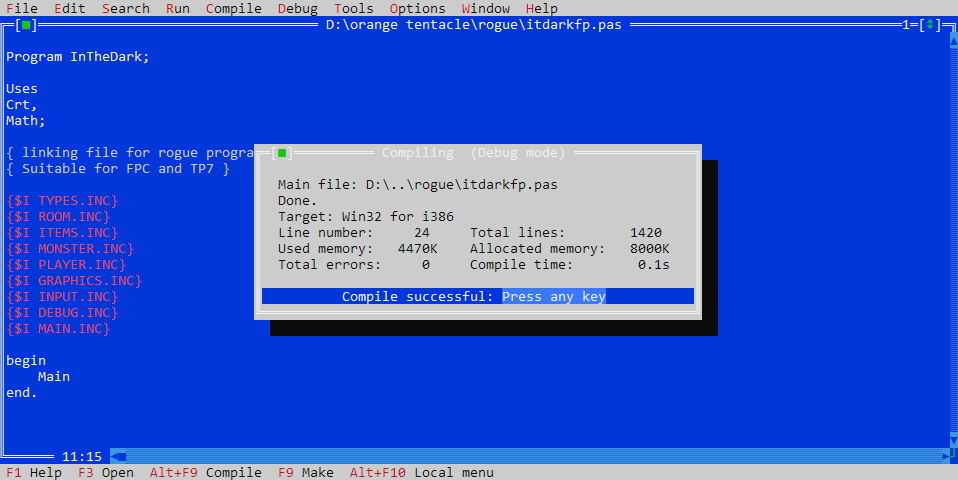 File Edit Search Run Compile Debug Tools Options Window Help
D:\orange tentacle\rogue\itdarkfp.pas 1
Program InTheDark;
Uses
Crt,
Math;
{ linking file for rogue progra
{ Suitable for FPC and TP7 }
{$I TYPES.INC}
{$I ROOM.INC}
{$I ITEMS.INC}
{$I MONSTER.INC}
{$I PLAYER.INC}
{$I GRAPHICS.INC}
{$I INPUT.INC}
{$I DEBUG.INC}
{$I MAIN.INC}
begin
Main
end.
Compiling (Debug mode)
Main file: D:\..\rogue\itdarkfp.pas
Done.
Target: Win32 for i386
Line number: 24 Total lines: 1420
Used memory: 4470K Allocated memory: 8000K
Total errors: 0 Compile time: 0.1s
Compile successful: Press any key
11:15
F1 Help F3 Open Alt+F9 Compile F9 Make Alt+F10 Local menu